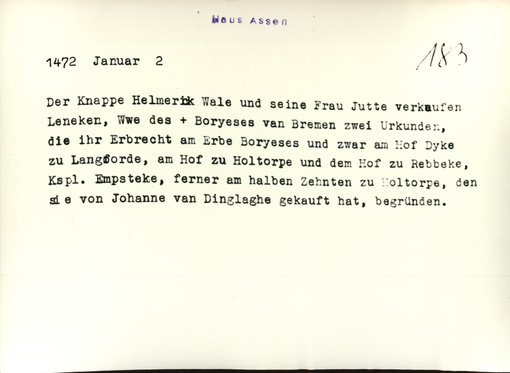 Haus Assen
183
1472 Januar 2
Der Knappe Helmerik Wale und seine Frau Jutte verkaufen
Leneken, Wwe des + Boryeses van Bremen zwei Urkunden,
die ihr Erbrecht am Erbe Boryeses und zwar am Hof Dyke
zu Langforde, am Hof zu Holtorpe und dem Hof zu Rebbeke,
Kspl. Empsteke, ferner am halben Zehnten zu Holtorpe, den
sie von Johanne van Dinglaghe gekauft hat, begründen.